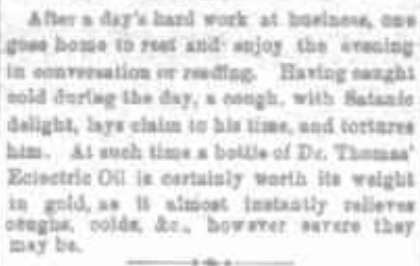 After a day's hard work at business, one
goes home to rest and enjoy the evening
in conversation or reading. Having caught
cold during the day, a cough, with Satanic
delight, lays claim to his time, and tortures
him. At such time a bottle of Dr. Thomas'
Eclectric Oil is certainly worth its weight
in gold, as it almost instantly relieves
coughs, colds, &c., however severe they
may be.